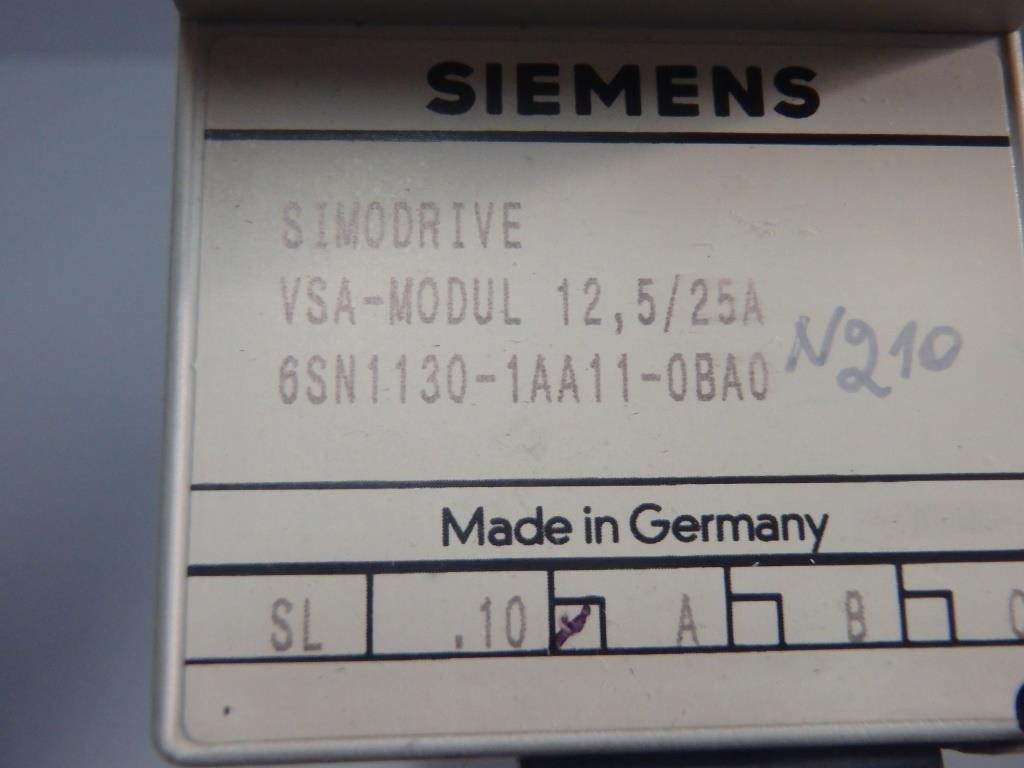 SIEMENS
SIMODRIVE
VSA-MODUL 12,5/25A
6SN1130-1AA11-0BA0
N210
Made in Germany
SL .10 A B C